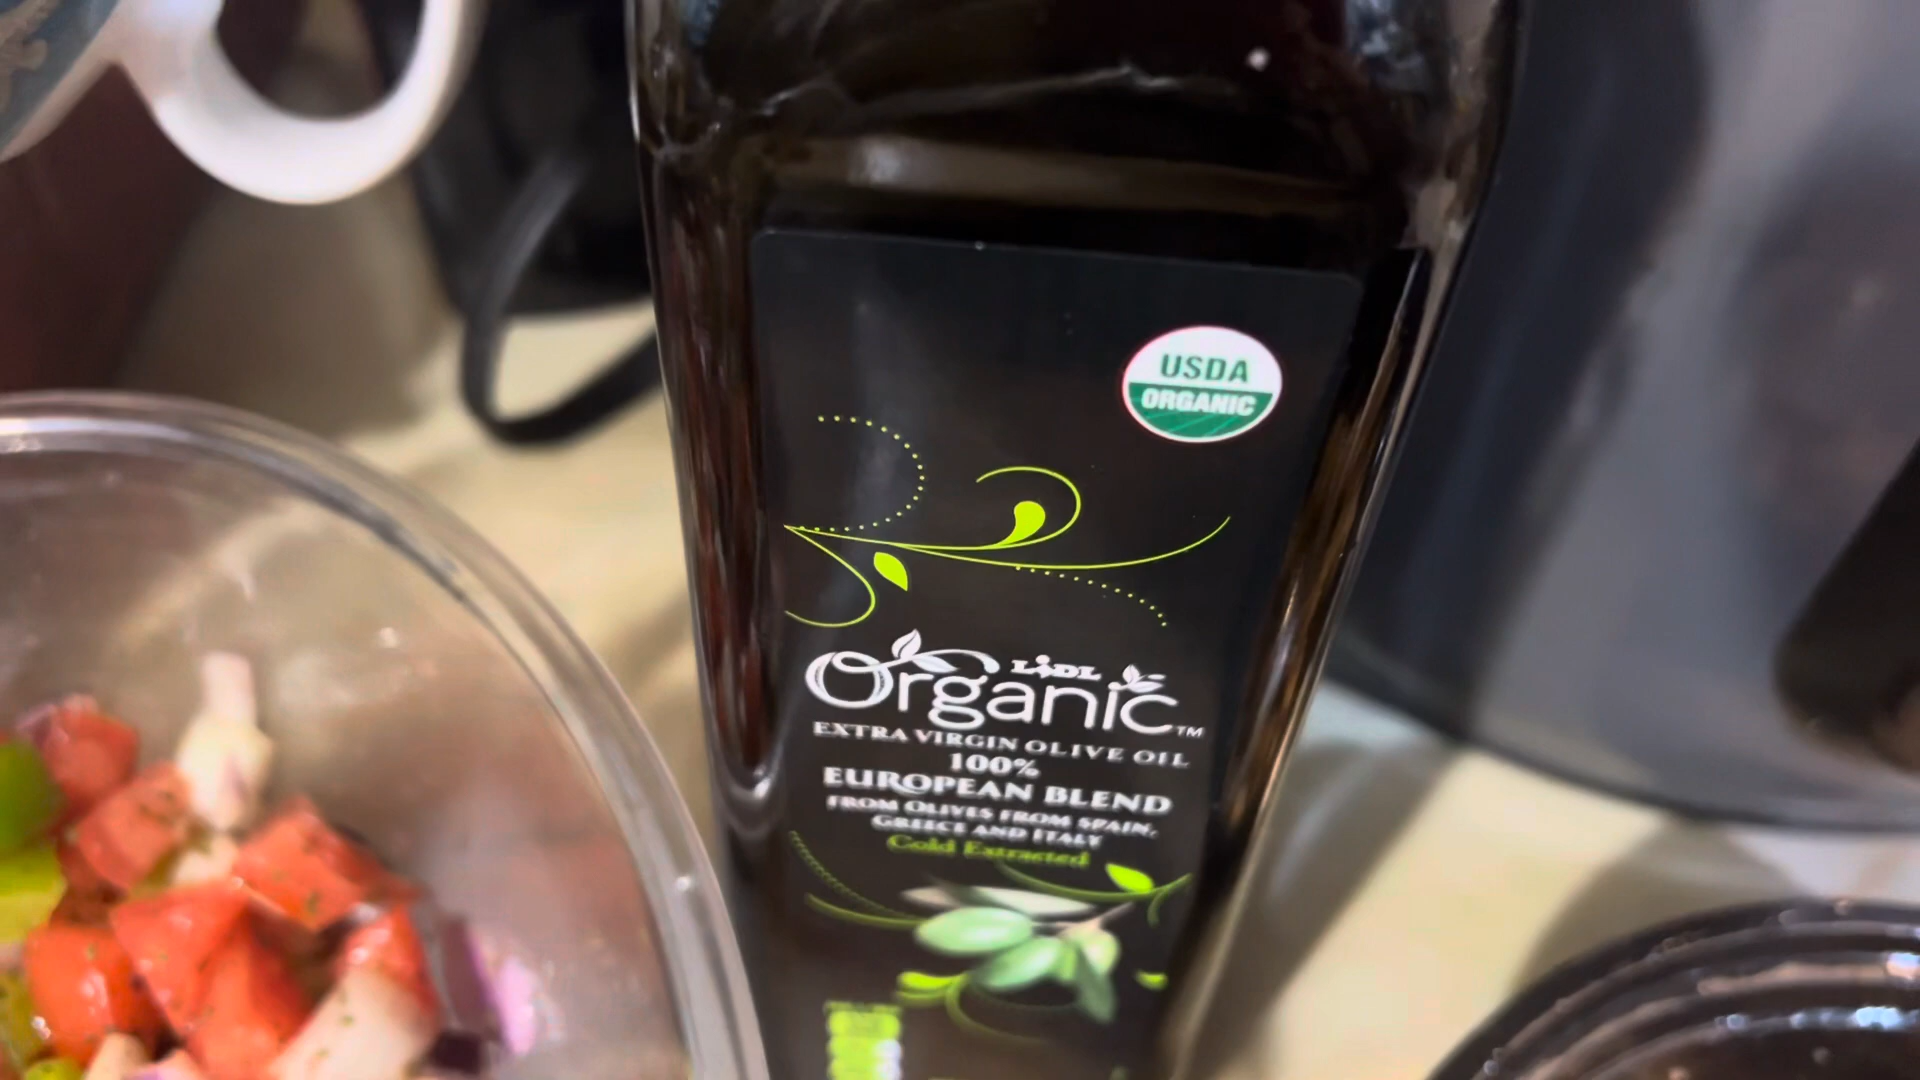 USDA
ORGANIC
LiDL
Organic™
EXTRA VIRGIN OLIVE OIL
100%
EUROPEAN BLEND
FROM OLIVES FROM SPAIN,
GREECE AND ITALY
Cold Extracted